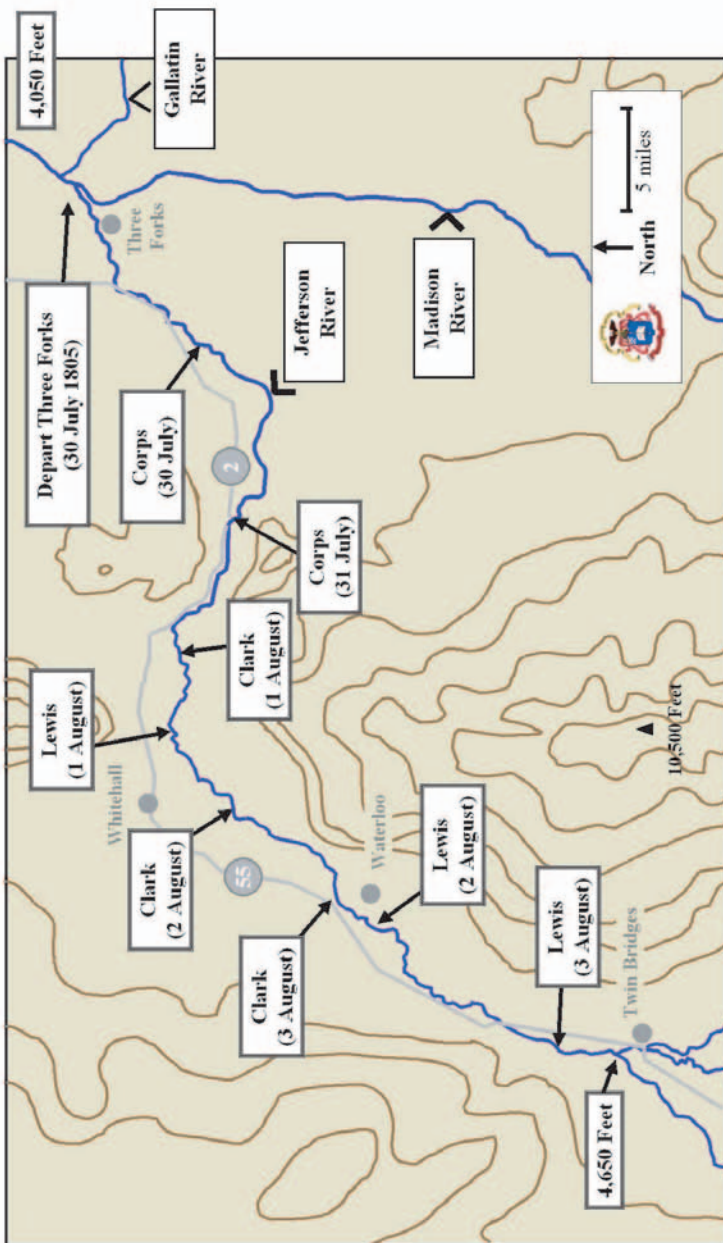 4,050 Feet
Gallatin
River
Depart Three Forks
(30 July 1805)
Three
Forks
Corps
(30 July)
Jefferson
River
Madison
River
North
5 miles
2
Corps
(31 July)
Clark
(1 August)
Lewis
(1 August)
Whitehall
Clark
(2 August)
55
Waterloo
Lewis
(2 August)
Clark
(3 August)
10,500 Feet
Lewis
(3 August)
Twin Bridges
4,650 Feet